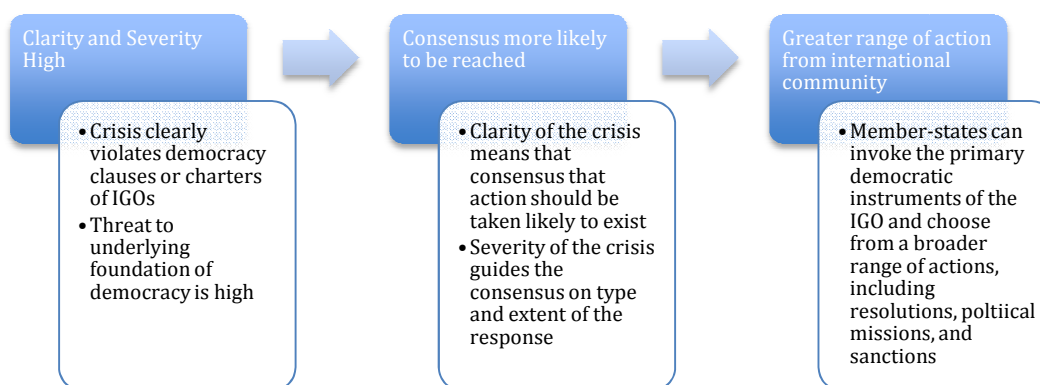 Clarity and Severity
High
• Crisis clearly
violates democracy
clauses or charters
of IGOs
• Threat to
underlying
foundation of
democracy is high
Consensus more likely
to be reached
• Clarity of the crisis
means that
consensus that
action should be
taken likely to exist
• Severity of the crisis
guides the
consensus on type
and extent of the
response
Greater range of action
from international
community
• Member-states can
invoke the primary
democratic
instruments of the
IGO and choose
from a broader
range of actions,
including
resolutions, poltiical
missions, and
sanctions